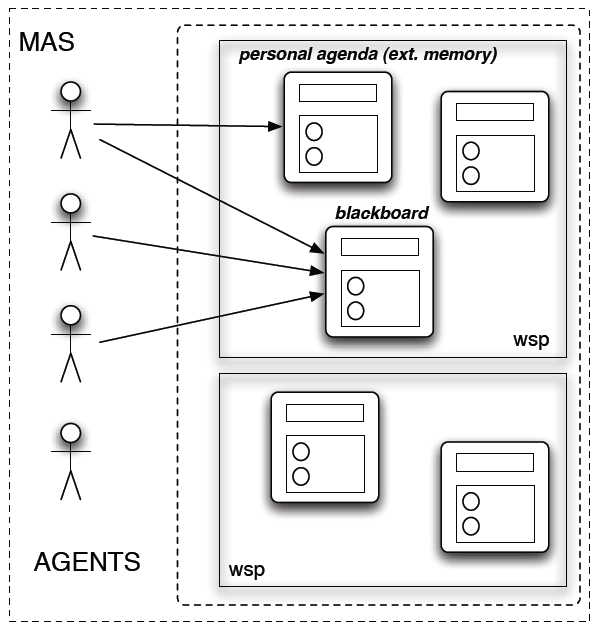 MAS
personal agenda (ext. memory)
blackboard
wsp
AGENTS
wsp